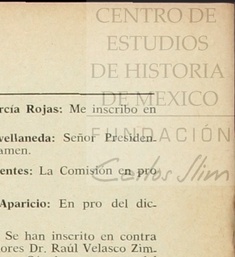 CENTRO DE
ESTUDIOS
DE HISTORIA
DE MEXICO
FUNDACIÓN
Carlos Slim
rcía Rojas: Me inscribo en
vellaneda: Señor Presiden-
amen.
entes: La Comisión en pro
Aparicio: En pro del dic-
Se han inscrito en contra
ores Dr. Raúl Velasco Zim-